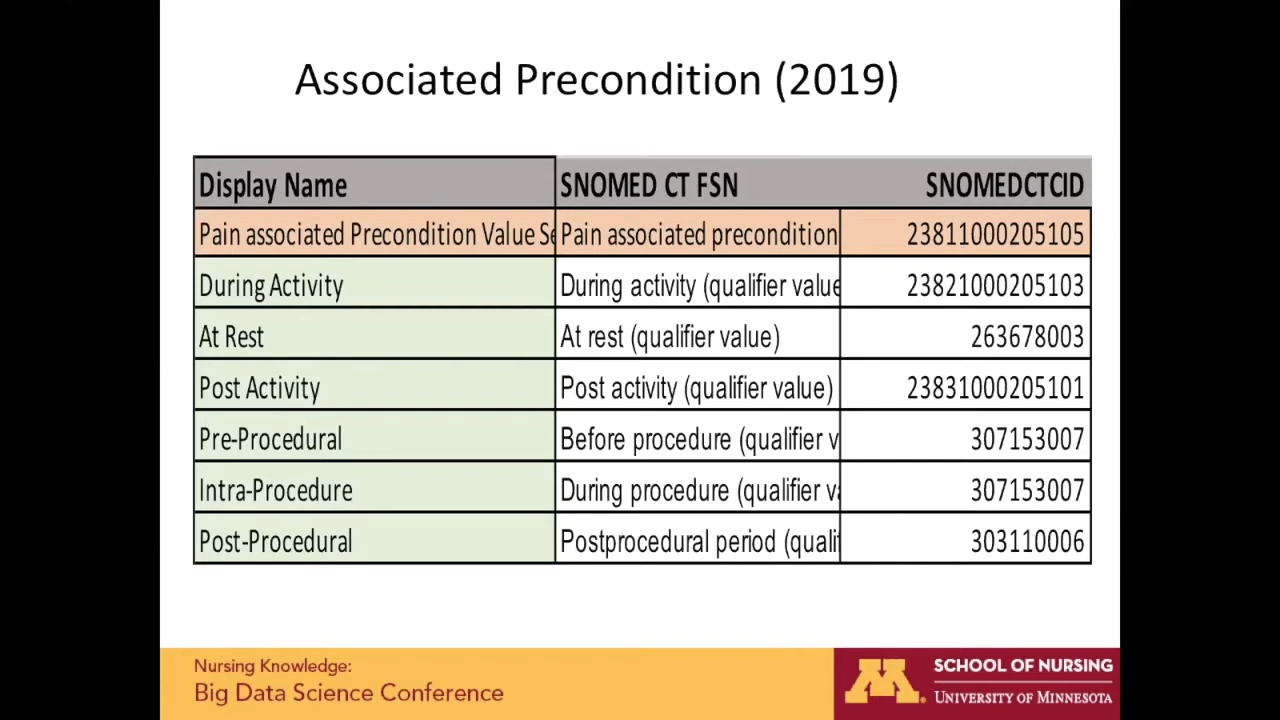 Associated Precondition (2019)
Display Name SNOMED CT FSN SNOMEDCTCID
Pain associated Precondition Value Se Pain associated precondition 23811000205105
During Activity During activity (qualifier value 23821000205103
At Rest At rest (qualifier value) 263678003
Post Activity Post activity (qualifier value) 23831000205101
Pre-Procedural Before procedure (qualifier v 307153007
Intra-Procedure During procedure (qualifier va 307153007
Post-Procedural Postprocedural period (qualif 303110006
Nursing Knowledge:
Big Data Science Conference
M
SCHOOL OF NURSING
UNIVERSITY OF MINNESOTA